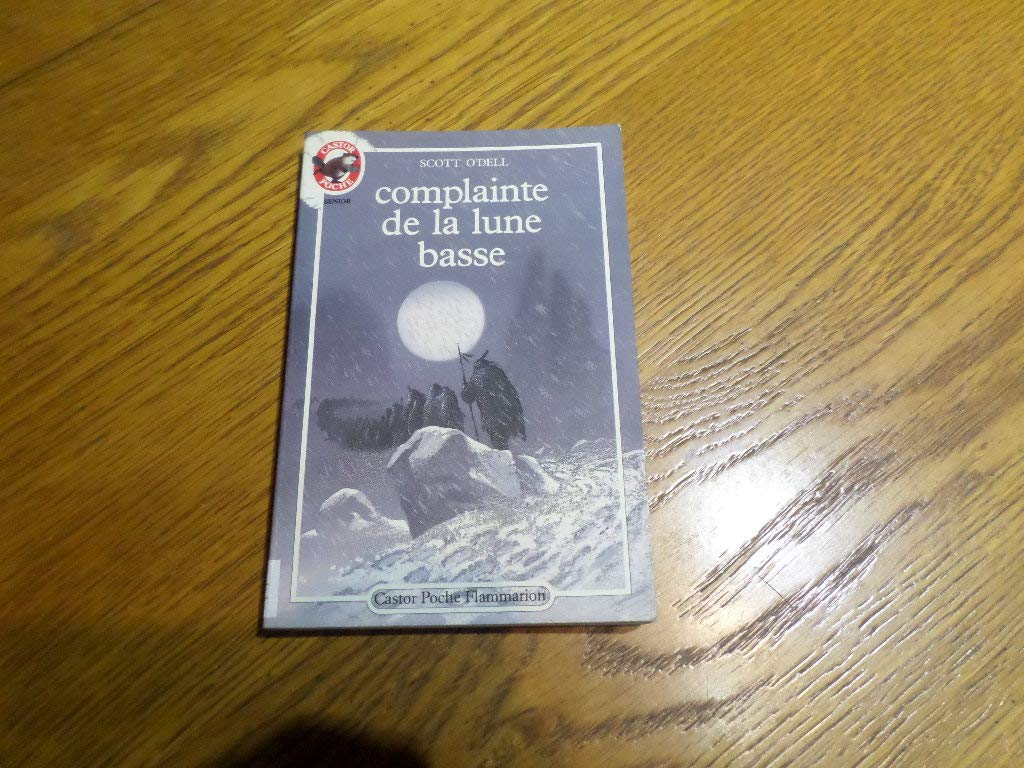 CASTOR
POCHE
SENIOR
SCOTT O'DELL
complainte
de la lune
basse
Castor Poche Flammarion